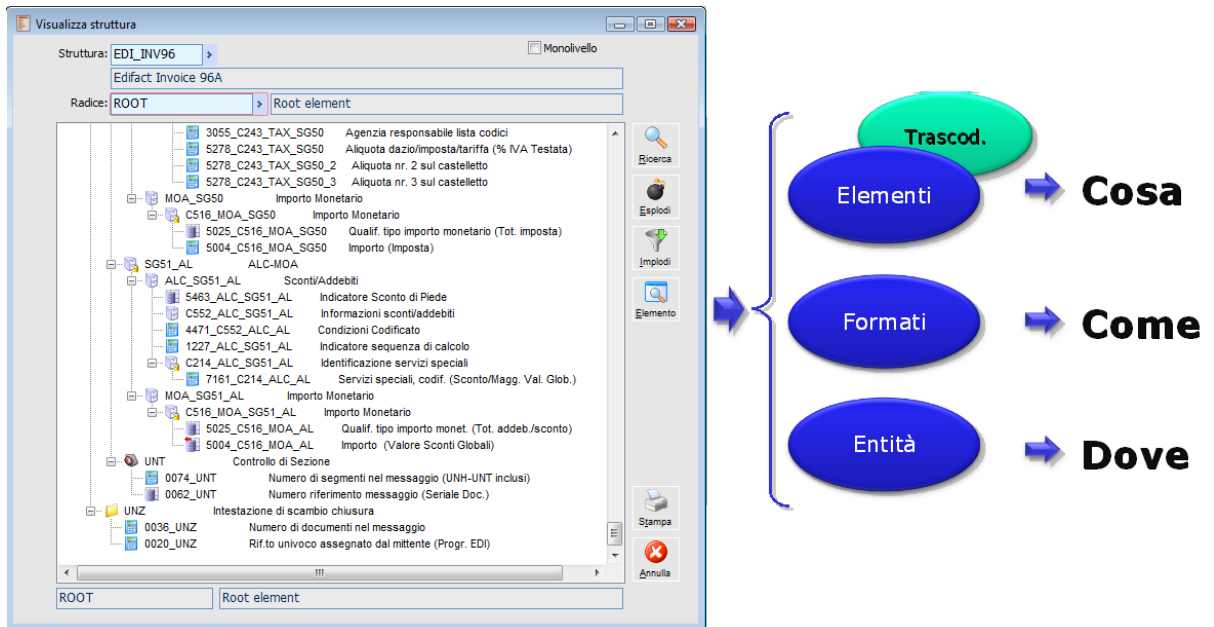 Visualizza struttura
Struttura: EDI_INV96
Monolivello
Edifact Invoice 96A
Radice: ROOT Root element
3055_C243_TAX_SG50 Agenzia responsabile lista codici
5278_C243_TAX_SG50 Aliquota dazio/imposta/tariffa (% IVA Testata)
5278_C243_TAX_SG50_2 Aliquota nr. 2 sul castelletto
5278_C243_TAX_SG50_3 Aliquota nr. 3 sul castelletto
MOA_SG50 Importo Monetario
C516_MOA_SG50 Importo Monetario
5025_C516_MOA_SG50 Qualif. tipo importo monetario (Tot. imposta)
5004_C516_MOA_SG50 Importo (Imposta)
SG51_AL ALC-MOA
ALC_SG51_AL Sconti/Addebiti
5463_ALC_SG51_AL Indicatore Sconto di Piede
C552_ALC_SG51_AL Informazioni sconti/addebiti
4471_C552_ALC_AL Condizioni Codificato
1227_ALC_SG51_AL Indicatore sequenza di calcolo
C214_ALC_SG51_AL Identificazione servizi speciali
7161_C214_ALC_AL Servizi speciali, codif. (Sconto/Magg. Val. Glob.)
MOA_SG51_AL Importo Monetario
C516_MOA_SG51_AL Importo Monetario
5025_C516_MOA_AL Qualif. tipo importo monet. (Tot. addeb./sconto)
5004_C516_MOA_AL Importo (Valore Sconti Globali)
UNT Controllo di Sezione
0074_UNT Numero di segmenti nel messaggio (UNH-UNT inclusi)
0062_UNT Numero riferimento messaggio (Seriale Doc.)
UNZ Intestazione di scambio chiusura
0036_UNZ Numero di documenti nel messaggio
0020_UNZ Rif.to univoco assegnato dal mittente (Progr. EDI)
ROOT Root element
Ricerca
Esplodi
Implodi
Elemento
Stampa
Annulla
Trascod.
Elementi
Cosa
Formati
Come
Entità
Dove